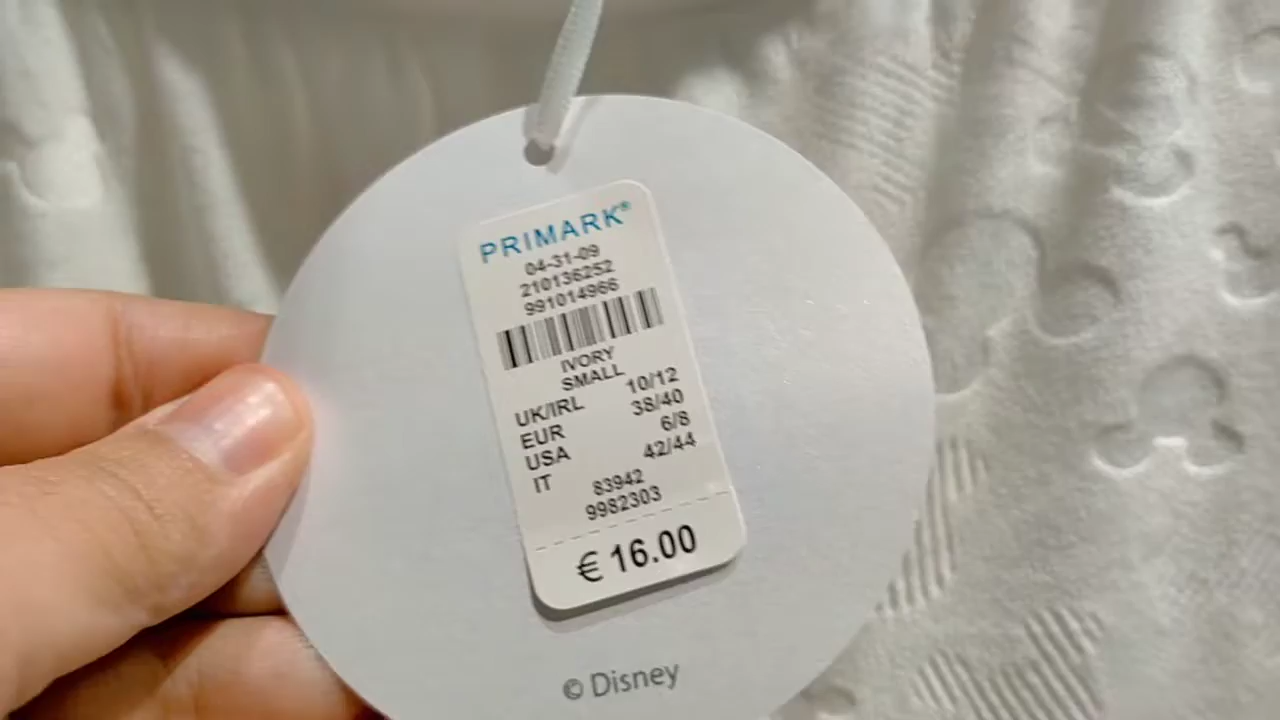 PRIMARK®
04-31-09
210136252
991014966
IVORY
SMALL
UK/IRL 10/12
EUR 38/40
USA 6/8
IT 42/44
83942
9982303
€ 16.00
© Disney